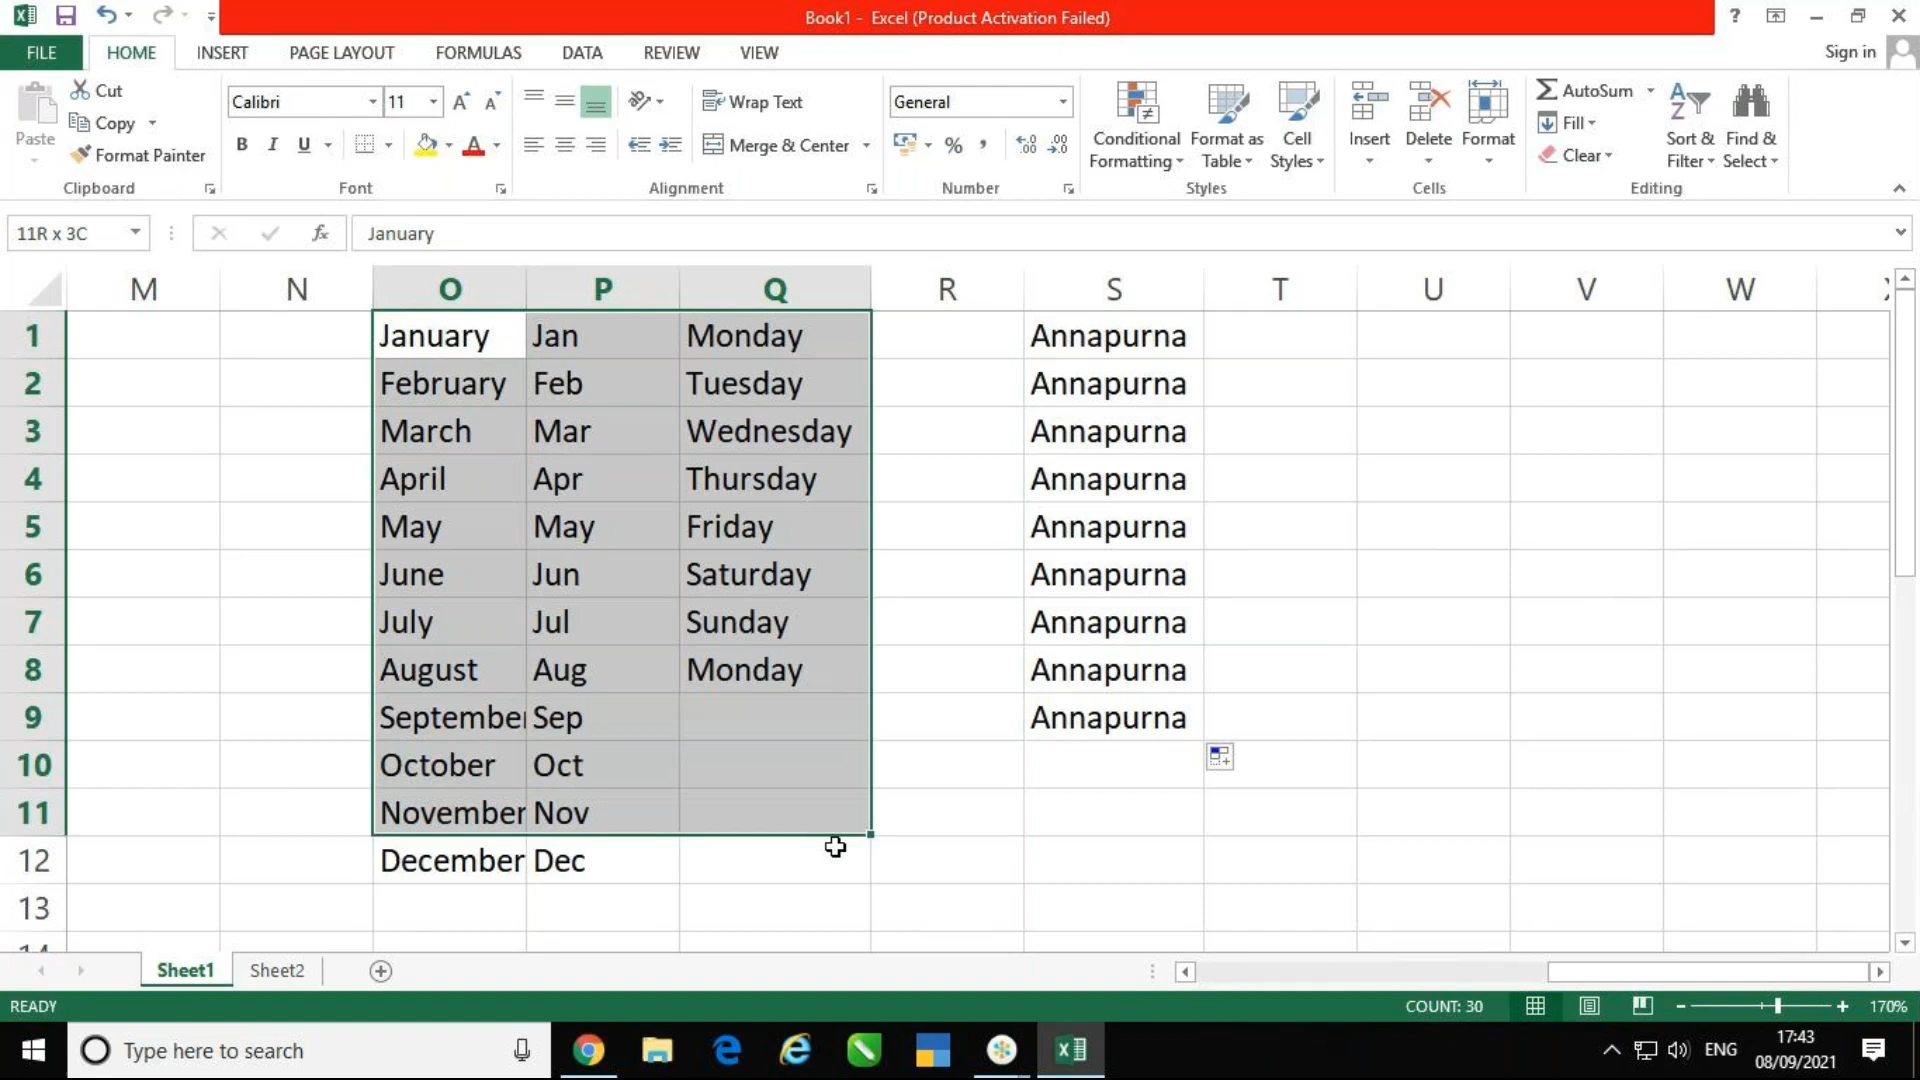 Book1 - Excel (Product Activation Failed)
?
FILE HOME INSERT PAGE LAYOUT FORMULAS DATA REVIEW VIEW Sign in
Paste
Cut
Copy
Format Painter
Clipboard
Calibri 11
B I U
Font
Wrap Text
Merge & Center
Alignment
General
%
Number
Conditional Formatting
Format as Table
Cell Styles
Styles
Insert Delete Format
Cells
AutoSum
Fill
Clear
Sort & Filter
Find & Select
Editing
11R x 3C fx January
M N O P Q R S T U V W
1 January Jan Monday Annapurna
2 February Feb Tuesday Annapurna
3 March Mar Wednesday Annapurna
4 April Apr Thursday Annapurna
5 May May Friday Annapurna
6 June Jun Saturday Annapurna
7 July Jul Sunday Annapurna
8 August Aug Monday Annapurna
9 September Sep Annapurna
10 October Oct
11 November Nov
12 December Dec
13
Sheet1 Sheet2
READY COUNT: 30 170%
Type here to search ENG 17:43
08/09/2021